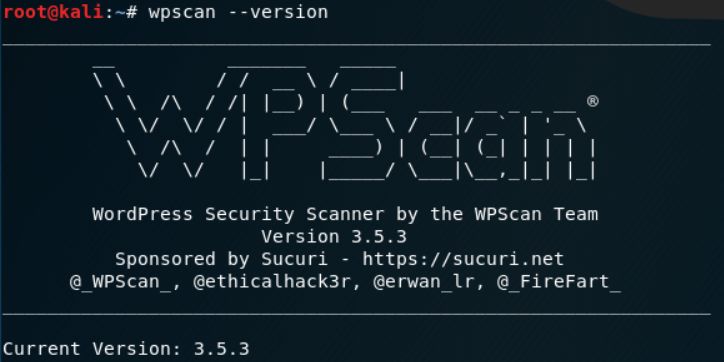 root@kali:~# wpscan --version
WPScan®
WordPress Security Scanner by the WPScan Team
Version 3.5.3
Sponsored by Sucuri - https://sucuri.net
@_WPScan_, @ethicalhack3r, @erwan_lr, @_FireFart_
Current Version: 3.5.3